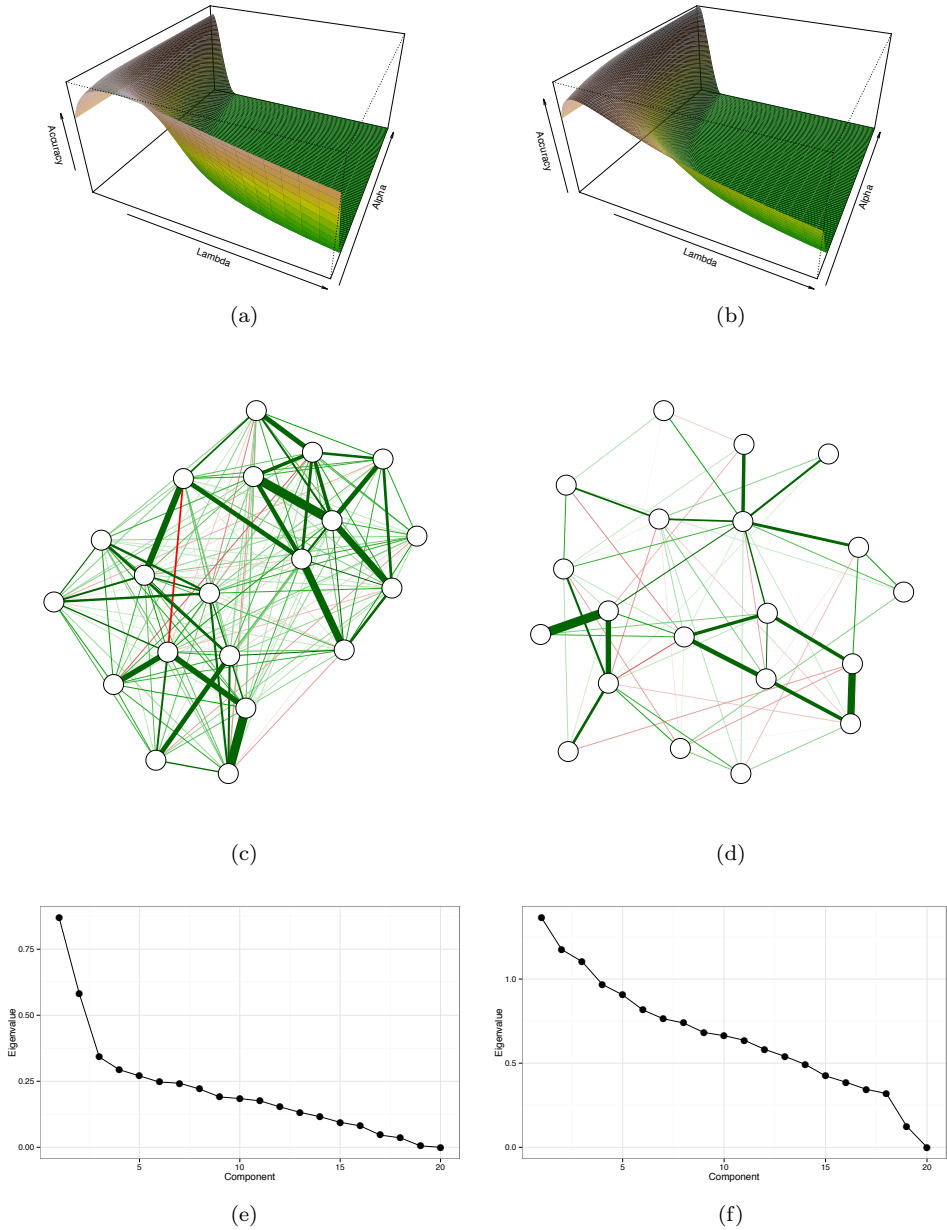 Accuracy
Lambda
Alpha
(a)
Accuracy
Lambda
Alpha
(b)
(c)
(d)
Eigenvalue
0.75
0.50
0.25
0.00
5
10
15
20
Component
(e)
Eigenvalue
1.0
0.5
0.0
5
10
15
20
Component
(f)